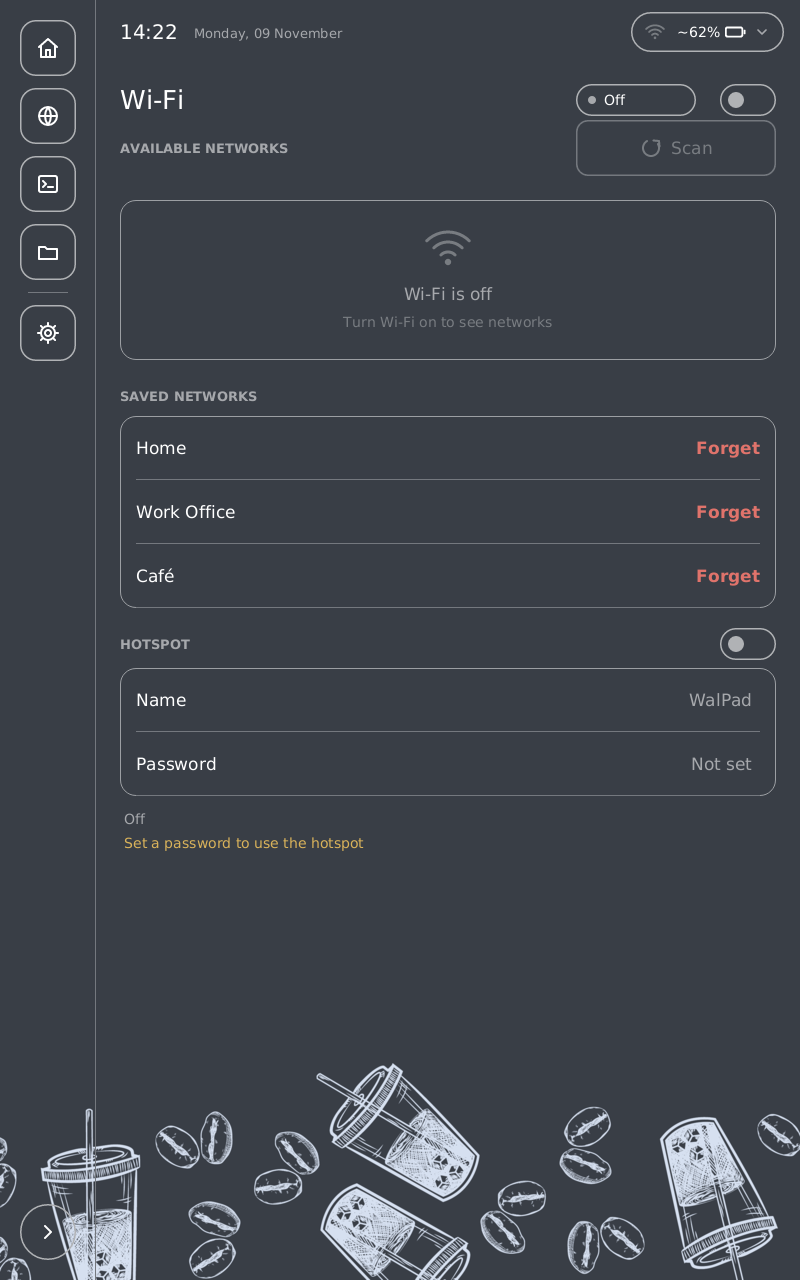 14:22 Monday, 09 November ~62%
Wi-Fi Off
AVAILABLE NETWORKS Scan
Wi-Fi is off
Turn Wi-Fi on to see networks
SAVED NETWORKS
Home Forget
Work Office Forget
Café Forget
HOTSPOT
Name WalPad
Password Not set
Off
Set a password to use the hotspot